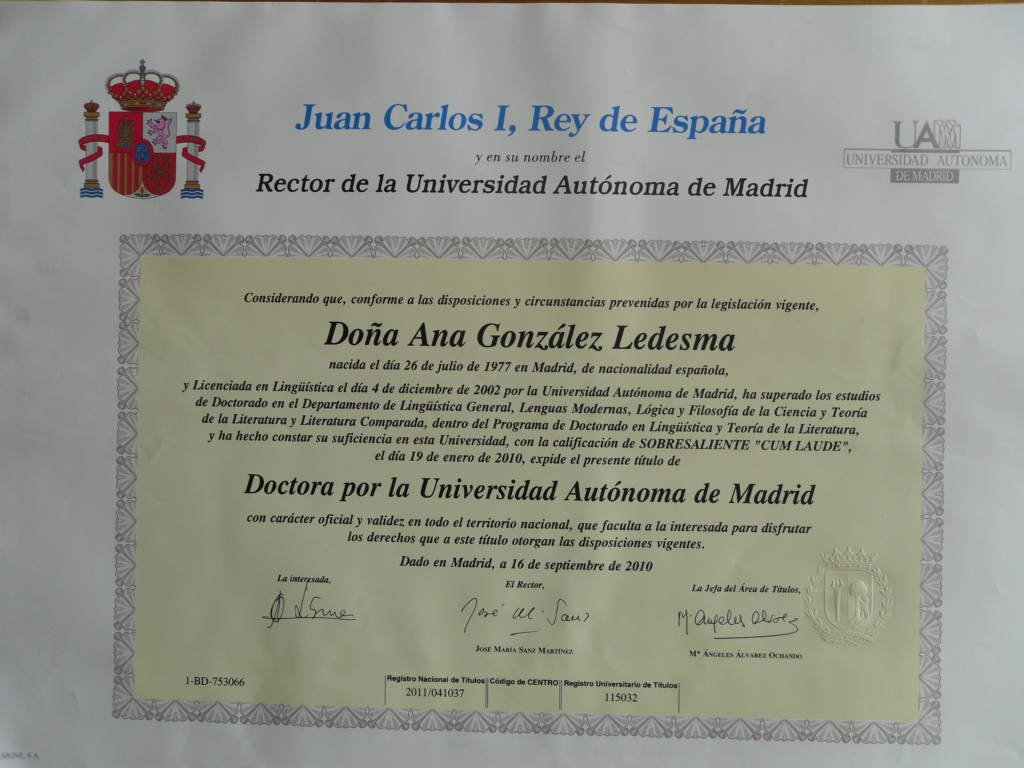 Juan Carlos I, Rey de España
y en su nombre el
Rector de la Universidad Autónoma de Madrid
UAM
UNIVERSIDAD AUTONOMA
DE MADRID
Considerando que, conforme a las disposiciones y circunstancias prevenidas por la legislación vigente,
Doña Ana González Ledesma
nacida el día 26 de julio de 1977 en Madrid, de nacionalidad española,
y Licenciada en Lingüística el día 4 de diciembre de 2002 por la Universidad Autónoma de Madrid, ha superado los estudios
de Doctorado en el Departamento de Lingüística General, Lenguas Modernas, Lógica y Filosofía de la Ciencia y Teoría
de la Literatura y Literatura Comparada, dentro del Programa de Doctorado en Lingüística y Teoría de la Literatura,
y ha hecho constar su suficiencia en esta Universidad, con la calificación de SOBRESALIENTE "CUM LAUDE",
el día 19 de enero de 2010, expide el presente título de
Doctora por la Universidad Autónoma de Madrid
con carácter oficial y validez en todo el territorio nacional, que faculta a la interesada para disfrutar
los derechos que a este título otorgan las disposiciones vigentes.
Dado en Madrid, a 16 de septiembre de 2010
La interesada,
El Rector,
La Jefa del Área de Títulos,
José M. Sanz
Mª Angeles Alvarez
JOSÉ MARÍA SANZ MARTÍNEZ
Mª ÁNGELES ÁLVAREZ OCHANDO
1-BD-753066
Registro Nacional de Títulos
2011/041037
Código de CENTRO
Registro Universitario de Títulos
115032
SIGNE, S.A.